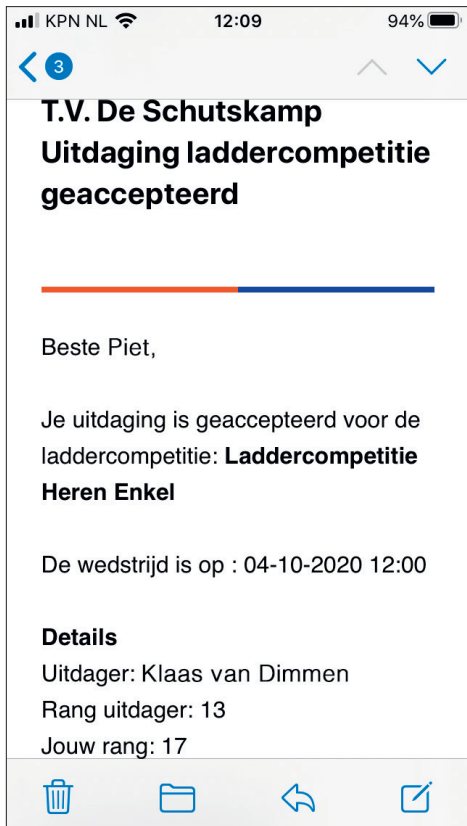 KPN NL 12:09 94%
3
T.V. De Schutskamp
Uitdaging laddercompetitie
geaccepteerd
Beste Piet,
Je uitdaging is geaccepteerd voor de
laddercompetitie: Laddercompetitie
Heren Enkel
De wedstrijd is op : 04-10-2020 12:00
Details
Uitdager: Klaas van Dimmen
Rang uitdager: 13
Jouw rang: 17